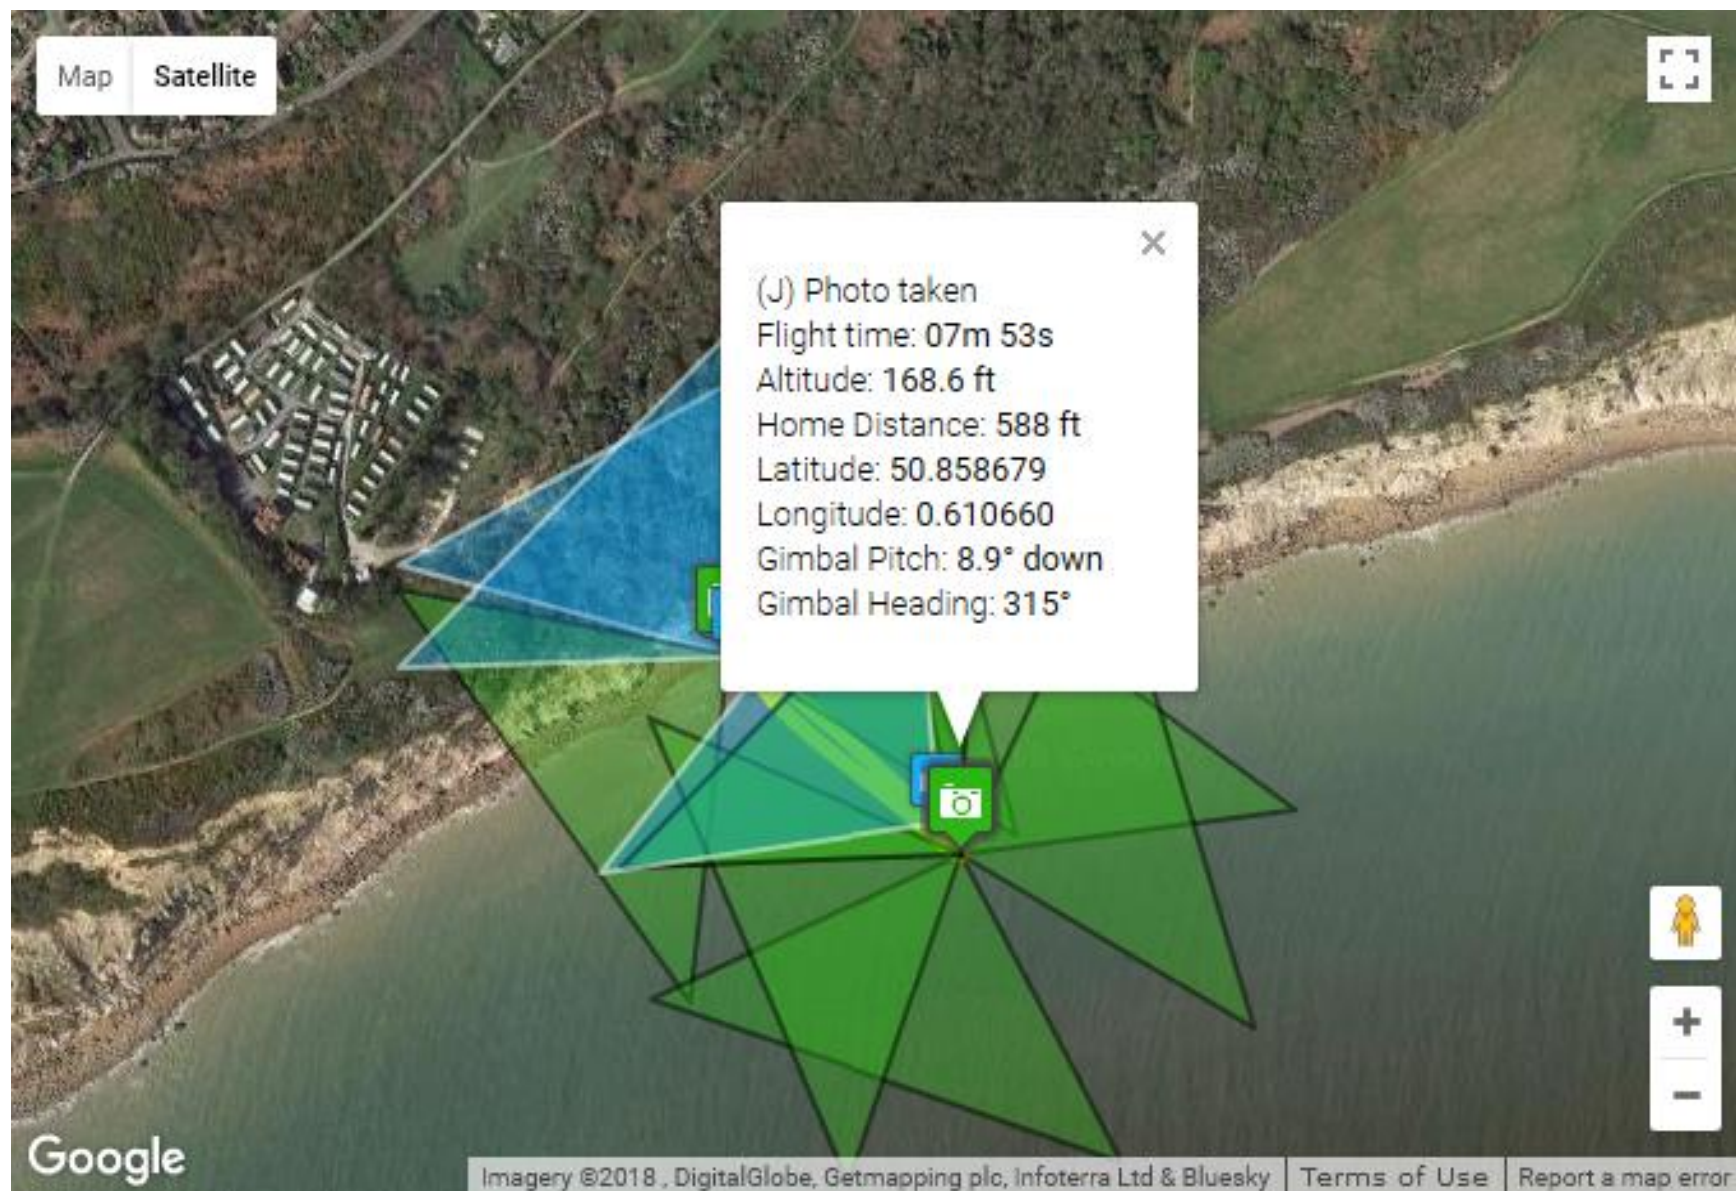 Map Satellite
(J) Photo taken
Flight time: 07m 53s
Altitude: 168.6 ft
Home Distance: 588 ft
Latitude: 50.858679
Longitude: 0.610660
Gimbal Pitch: 8.9° down
Gimbal Heading: 315°
Google
Imagery ©2018 , DigitalGlobe, Getmapping plc, Infoterra Ltd & Bluesky Terms of Use Report a map error